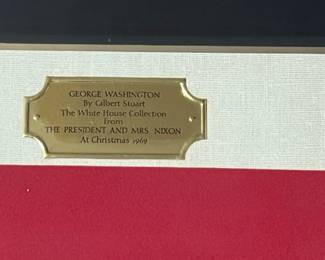 GEORGE WASHINGTON
By Gilbert Stuart
The White House Collection
from
THE PRESIDENT AND MRS. NIXON
At Christmas 1969